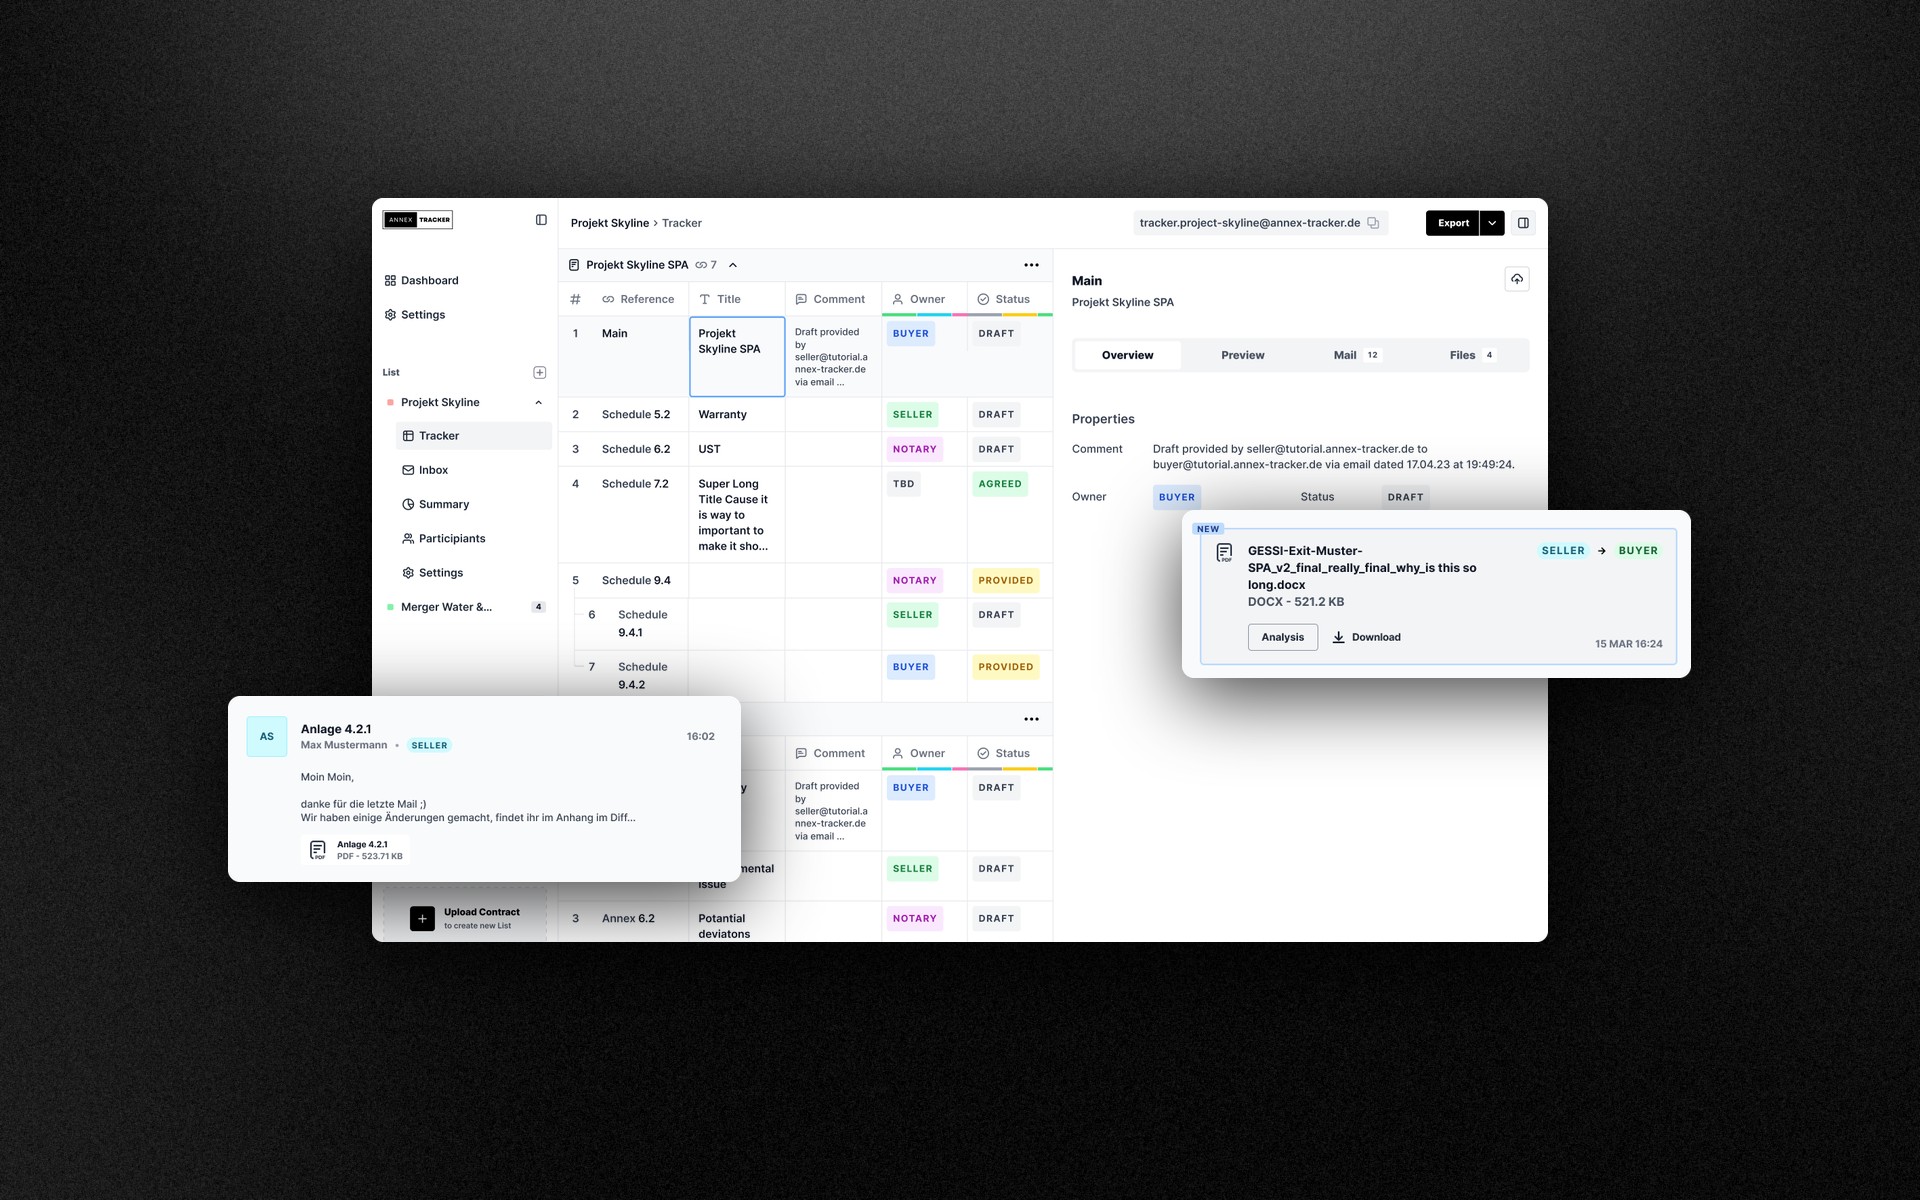 ANNEX TRACKER
Dashboard
Settings
List
Projekt Skyline
Tracker
Inbox
Summary
Participiants
Settings
Merger Water &... 4
Upload Contract
to create new List
Projekt Skyline > Tracker
tracker.project-skyline@annex-tracker.de
Export
Projekt Skyline SPA 7
# Reference Title Comment Owner Status
1 Main
Projekt
Skyline SPA
Draft provided
by
seller@tutorial.a
nnex-tracker.de
via email ...
BUYER DRAFT
2 Schedule 5.2 Warranty SELLER DRAFT
3 Schedule 6.2 UST NOTARY DRAFT
4 Schedule 7.2
Super Long
Title Cause it
is way to
important to
make it sho...
TBD AGREED
5 Schedule 9.4 NOTARY PROVIDED
6 Schedule
9.4.1
SELLER DRAFT
7 Schedule
9.4.2
BUYER PROVIDED
Comment Owner Status
y
Draft provided
by
seller@tutorial.a
nnex-tracker.de
via email ...
BUYER DRAFT
mental
issue
SELLER DRAFT
3 Annex 6.2
Potantial
deviatons
NOTARY DRAFT
Main
Projekt Skyline SPA
Overview Preview Mail 12 Files 4
Properties
Comment
Draft provided by seller@tutorial.annex-tracker.de to
buyer@tutorial.annex-tracker.de via email dated 17.04.23 at 19:49:24.
Owner BUYER Status DRAFT
NEW
PDF
GESSI-Exit-Muster-
SPA_v2_final_really_final_why_is this so
long.docx
DOCX - 521.2 KB
SELLER → BUYER
Analysis Download
15 MAR 16:24
AS
Anlage 4.2.1
Max Mustermann • SELLER
16:02
Moin Moin,
danke für die letzte Mail ;)
Wir haben einige Änderungen gemacht, findet ihr im Anhang im Diff...
PDF
Anlage 4.2.1
PDF - 523.71 KB